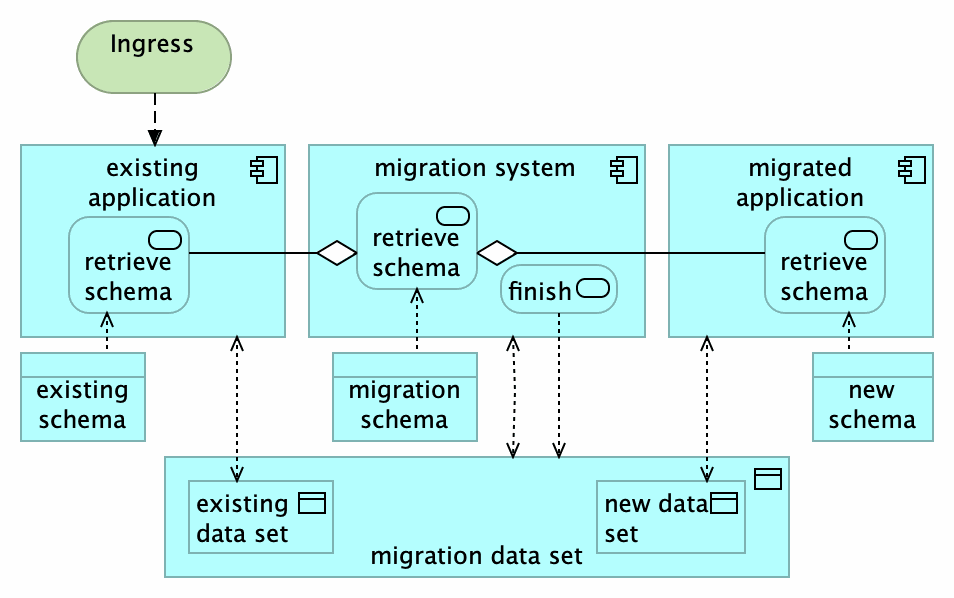 Ingress
existing
application
migration system
migrated
application
retrieve
schema
retrieve
schema
finish
retrieve
schema
existing
schema
migration
schema
new
schema
existing
data set
new data
set
migration data set